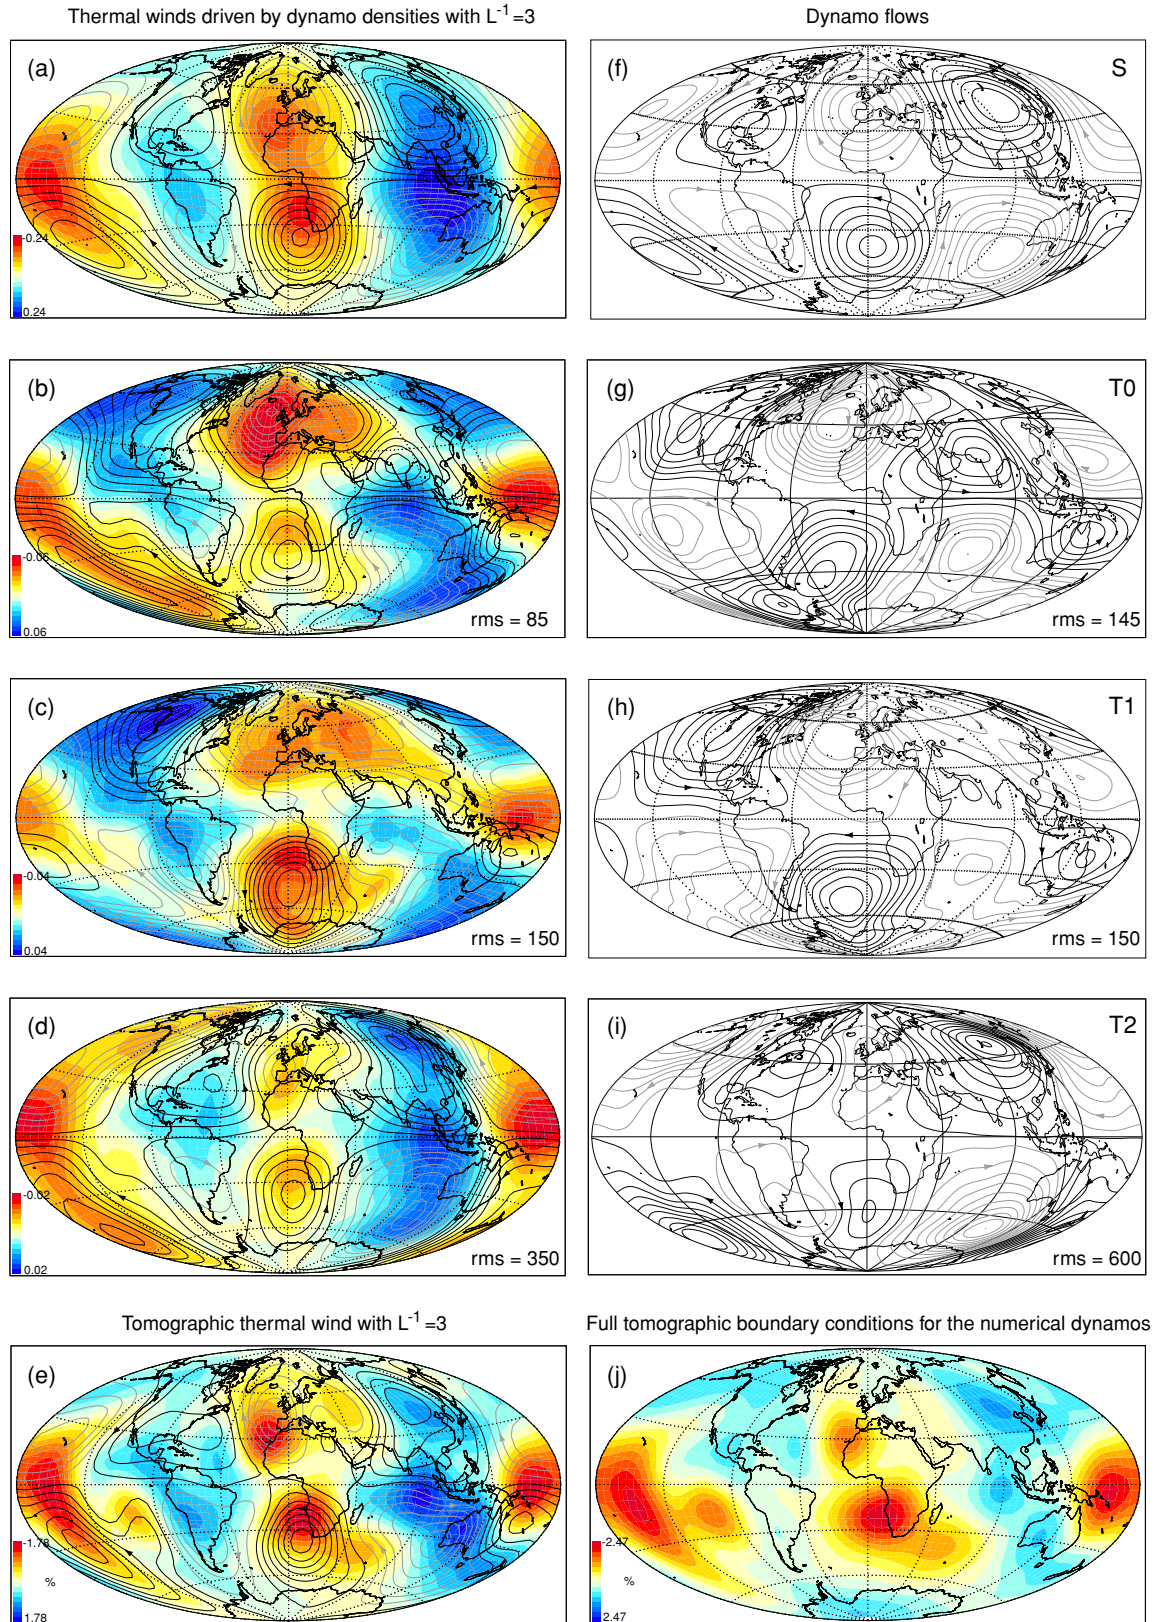 Thermal winds driven by dynamo densities with L⁻¹=3
Dynamo flows
(a)
-0.24
0.24
(f)
S
(b)
-0.06
0.06
rms = 85
(g)
T0
rms = 145
(c)
-0.04
0.04
rms = 150
(h)
T1
rms = 150
(d)
-0.02
0.02
rms = 350
(i)
T2
rms = 600
Tomographic thermal wind with L⁻¹=3
Full tomographic boundary conditions for the numerical dynamos
(e)
-1.78
%
1.78
(j)
-2.47
%
2.47